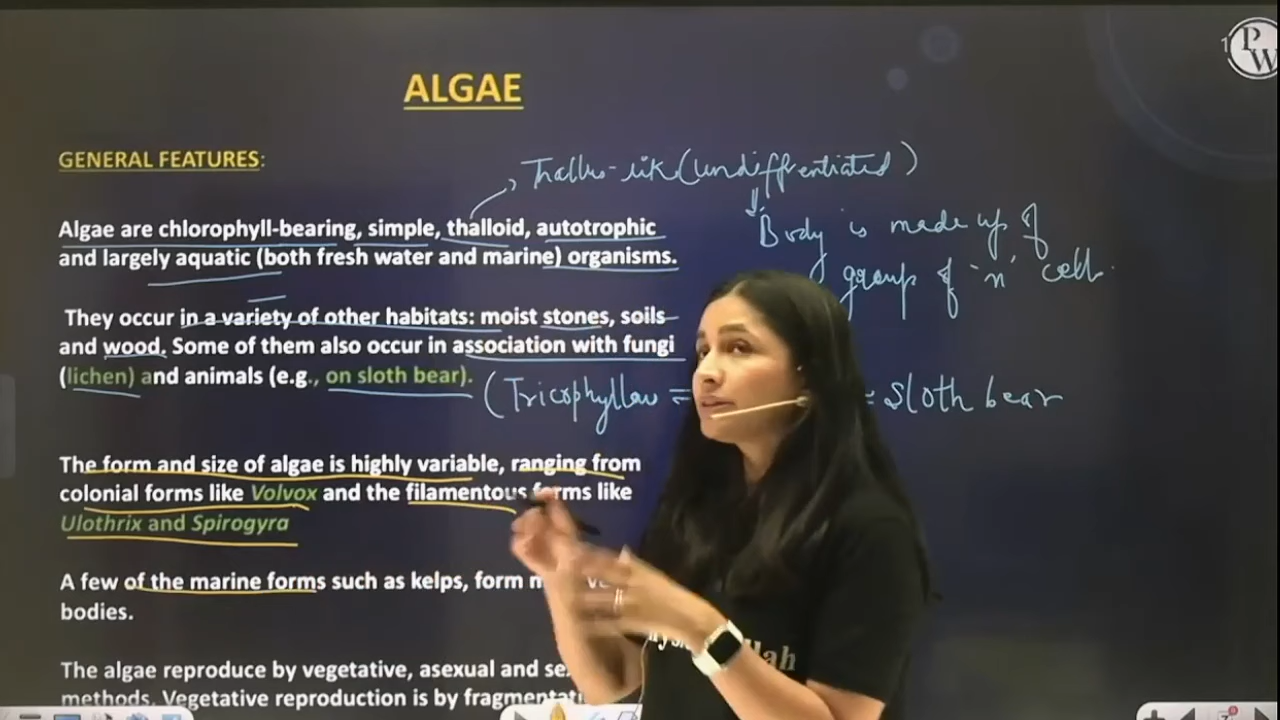 P
W
ALGAE
GENERAL FEATURES:
Thallus-lik (undiffrentiated)
Body is made up of
group of 'n' cells.
Algae are chlorophyll-bearing, simple, thalloid, autotrophic
and largely aquatic (both fresh water and marine) organisms.
They occur in a variety of other habitats: moist stones, soils
and wood. Some of them also occur in association with fungi
(lichen) and animals (e.g., on sloth bear).
(Tricophyllow = = Sloth bear
The form and size of algae is highly variable, ranging from
colonial forms like Volvox and the filamentous forms like
Ulothrix and Spirogyra
A few of the marine forms such as kelps, form
bodies.
The algae reproduce by vegetative, asexual and
methods. Vegetative reproduction is by